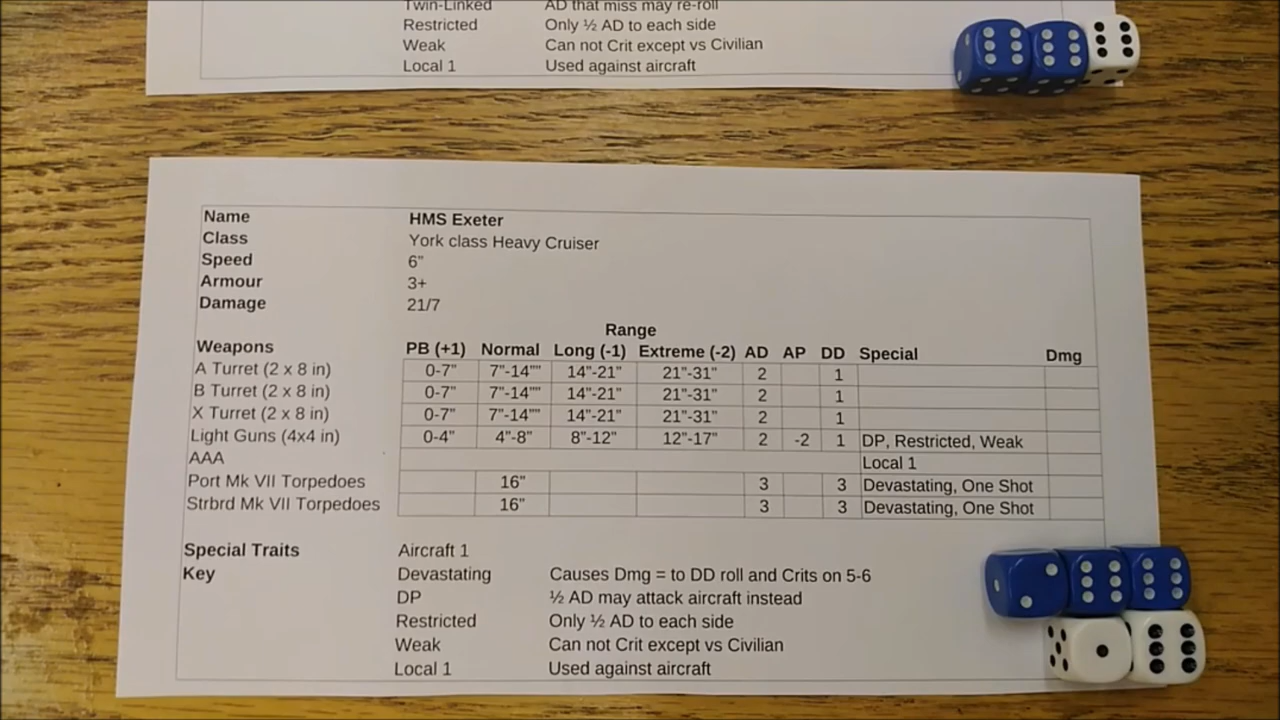 Twin-Linked AD that miss may re-roll
Restricted Only ½ AD to each side
Weak Can not Crit except vs Civilian
Local 1 Used against aircraft
Name HMS Exeter
Class York class Heavy Cruiser
Speed 6"
Armour 3+
Damage 21/7
Range
Weapons PB (+1) Normal Long (-1) Extreme (-2) AD AP DD Special Dmg
A Turret (2 x 8 in) 0-7" 7"-14"" 14"-21" 21"-31" 2 1
B Turret (2 x 8 in) 0-7" 7"-14"" 14"-21" 21"-31" 2 1
X Turret (2 x 8 in) 0-7" 7"-14"" 14"-21" 21"-31" 2 1
Light Guns (4x4 in) 0-4" 4"-8" 8"-12" 12"-17" 2 -2 1 DP, Restricted, Weak
AAA Local 1
Port Mk VII Torpedoes 16" 3 3 Devastating, One Shot
Strbrd Mk VII Torpedoes 16" 3 3 Devastating, One Shot
Special Traits Aircraft 1
Key Devastating Causes Dmg = to DD roll and Crits on 5-6
DP ½ AD may attack aircraft instead
Restricted Only ½ AD to each side
Weak Can not Crit except vs Civilian
Local 1 Used against aircraft